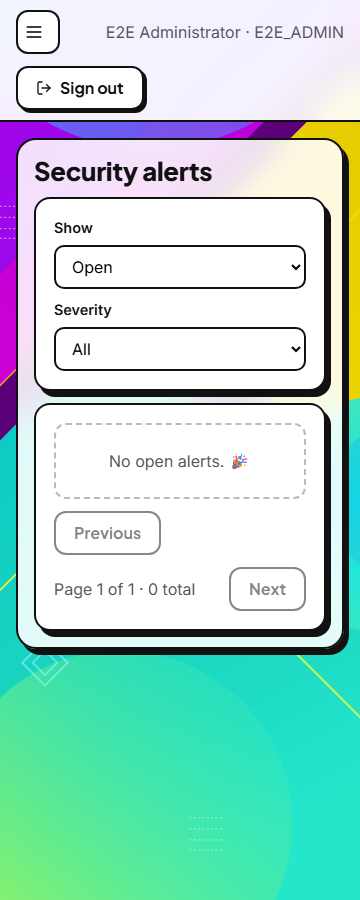 E2E Administrator · E2E_ADMIN
Sign out
Security alerts
Show
Open
Severity
All
No open alerts. 🎉
Previous
Page 1 of 1 · 0 total
Next